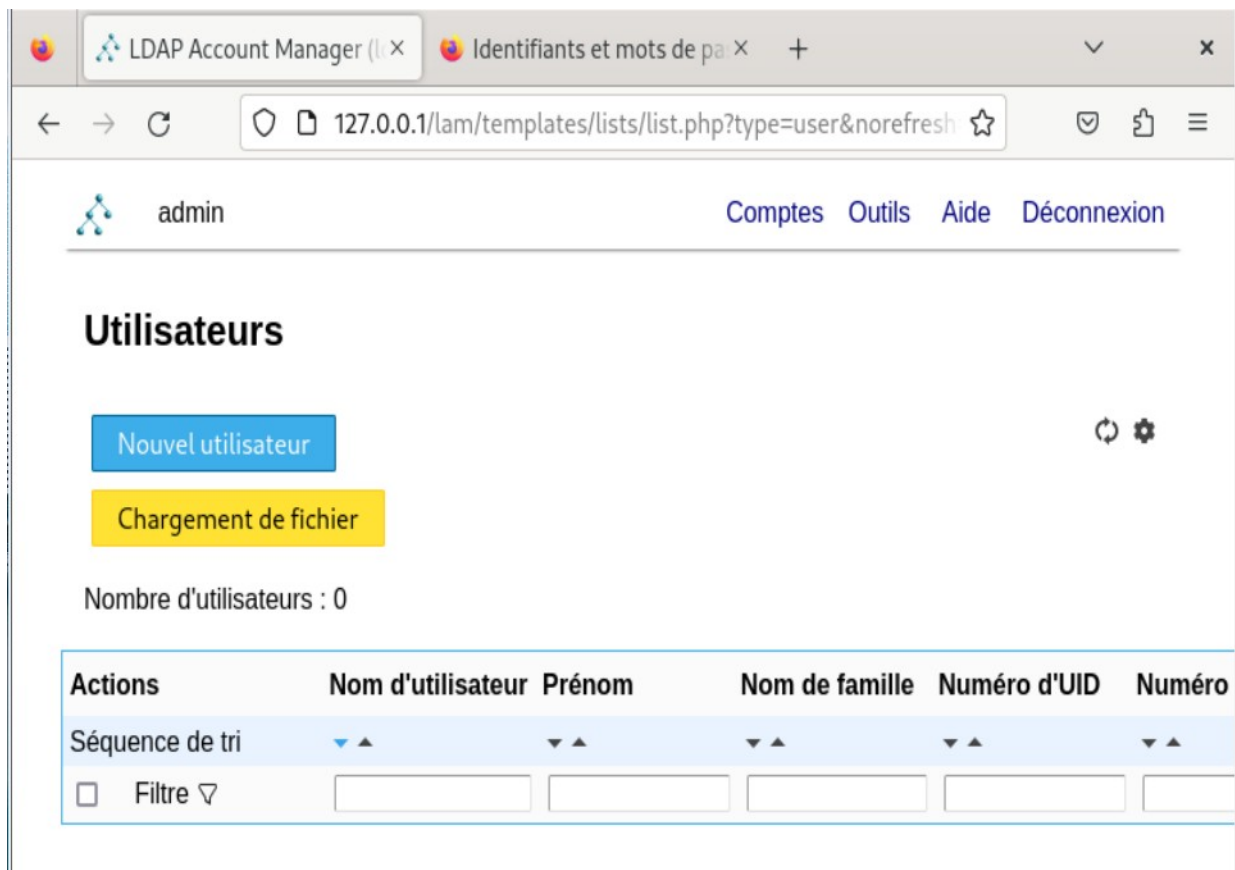 LDAP Account Manager (l Identifiants et mots de pa
127.0.0.1/lam/templates/lists/list.php?type=user&norefresh
admin Comptes Outils Aide Déconnexion
Utilisateurs
Nouvel utilisateur
Chargement de fichier
Nombre d'utilisateurs : 0
Actions Nom d'utilisateur Prénom Nom de famille Numéro d'UID Numéro
Séquence de tri
Filtre